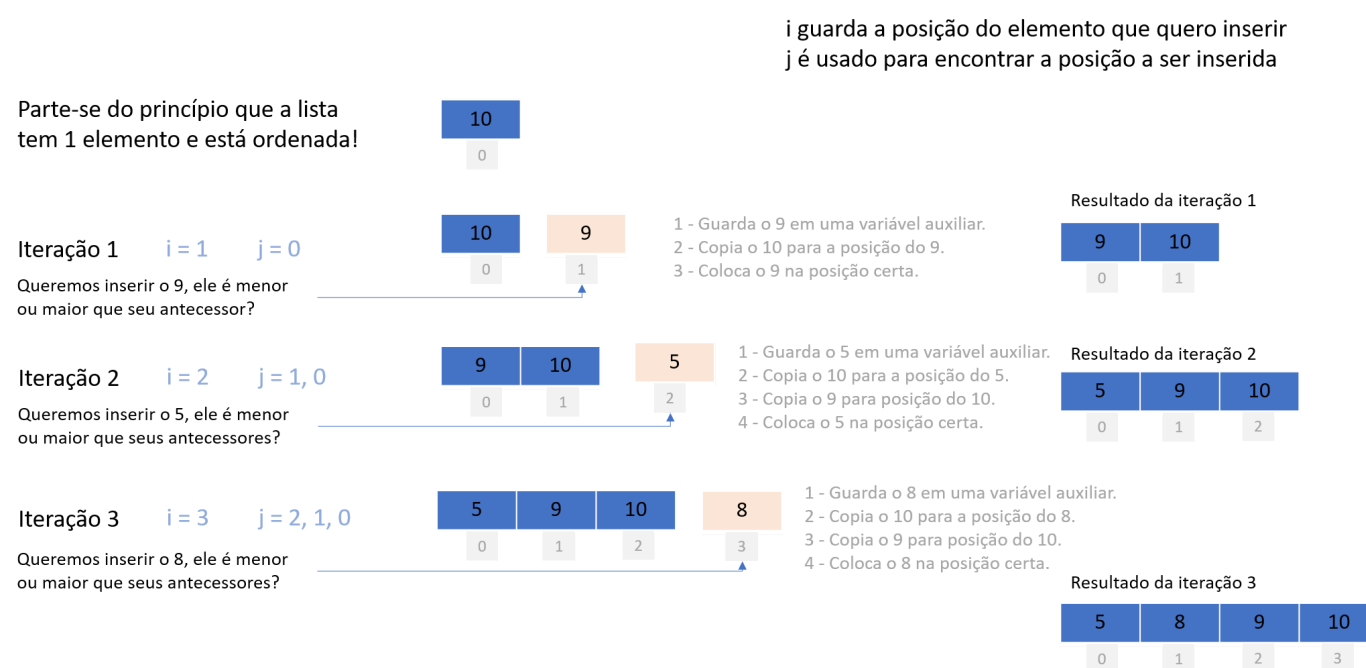 i guarda a posição do elemento que quero inserir
j é usado para encontrar a posição a ser inserida
Parte-se do princípio que a lista
tem 1 elemento e está ordenada!
10
0
Iteração 1 i = 1 j = 0
Queremos inserir o 9, ele é menor
ou maior que seu antecessor?
10 9
0 1
1 - Guarda o 9 em uma variável auxiliar.
2 - Copia o 10 para a posição do 9.
3 - Coloca o 9 na posição certa.
Resultado da iteração 1
9 10
0 1
Iteração 2 i = 2 j = 1, 0
Queremos inserir o 5, ele é menor
ou maior que seus antecessores?
9 10 5
0 1 2
1 - Guarda o 5 em uma variável auxiliar.
2 - Copia o 10 para a posição do 5.
3 - Copia o 9 para posição do 10.
4 - Coloca o 5 na posição certa.
Resultado da iteração 2
5 9 10
0 1 2
Iteração 3 i = 3 j = 2, 1, 0
Queremos inserir o 8, ele é menor
ou maior que seus antecessores?
5 9 10 8
0 1 2 3
1 - Guarda o 8 em uma variável auxiliar.
2 - Copia o 10 para a posição do 8.
3 - Copia o 9 para posição do 10.
4 - Coloca o 8 na posição certa.
Resultado da iteração 3
5 8 9 10
0 1 2 3